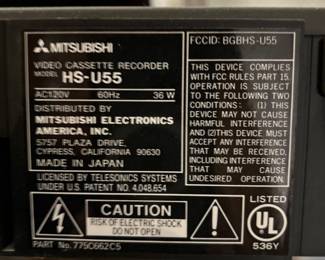 MITSUBISHI
VIDEO CASSETTE RECORDER
MODEL HS-U55
AC120V 60Hz 36W
DISTRIBUTED BY
MITSUBISHI ELECTRONICS
AMERICA, INC.
5757 PLAZA DRIVE,
CYPRESS, CALIFORNIA 90630
MADE IN JAPAN
LICENSED BY TELESONICS SYSTEMS
UNDER U.S. PATENT NO. 4.048.654
FCCID: BGBHS-U55
THIS DEVICE COMPLIES
WITH FCC RULES PART 15.
OPERATION IS SUBJECT
TO THE FOLLOWING TWO
CONDITIONS: (1) THIS
DEVICE MAY NOT CAUSE
HARMFUL INTERFERENCE
AND (2)THIS DEVICE MUST
ACCEPT ANY INTERFERENCE
THAT MAY BE RECEIVED,
INCLUDING INTERFERENCE
THAT MAY CAUSE
UNDESIRED OPERATION.
CAUTION
RISK OF ELECTRIC SHOCK
DO NOT OPEN
LISTED
UL
536Y
PART No.775C662C5